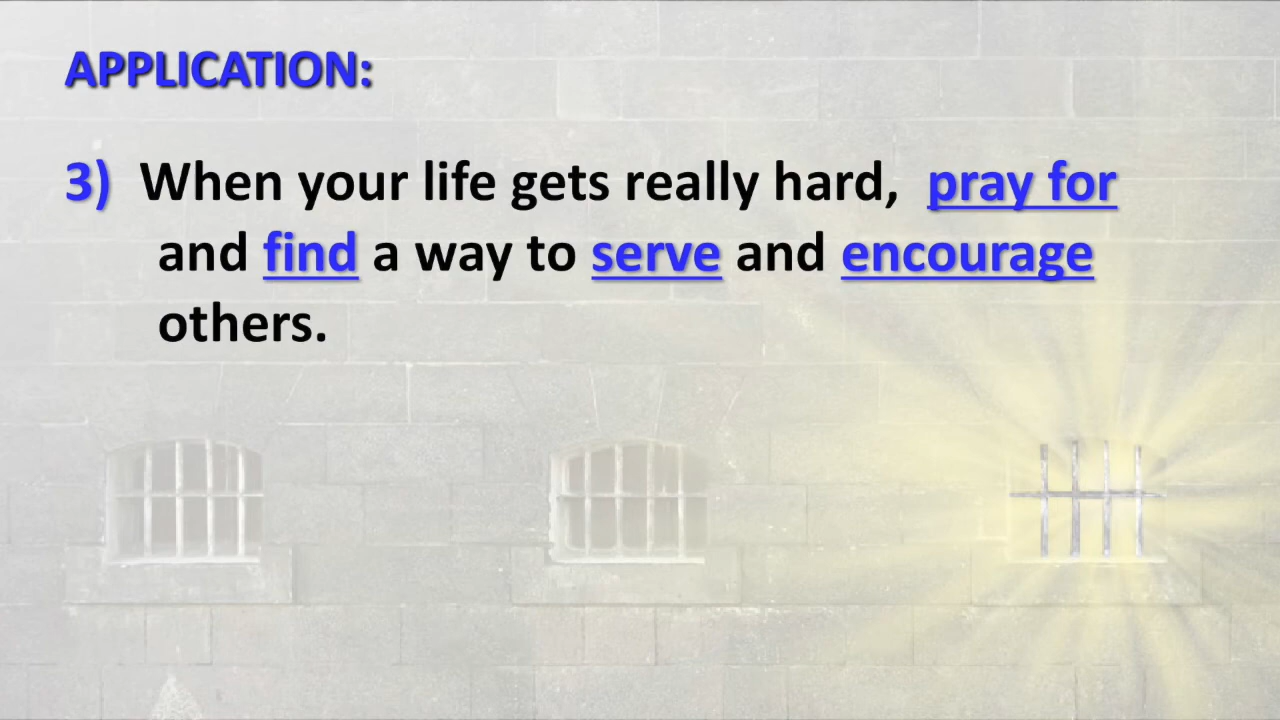 APPLICATION:
3) When your life gets really hard, pray for
and find a way to serve and encourage
others.